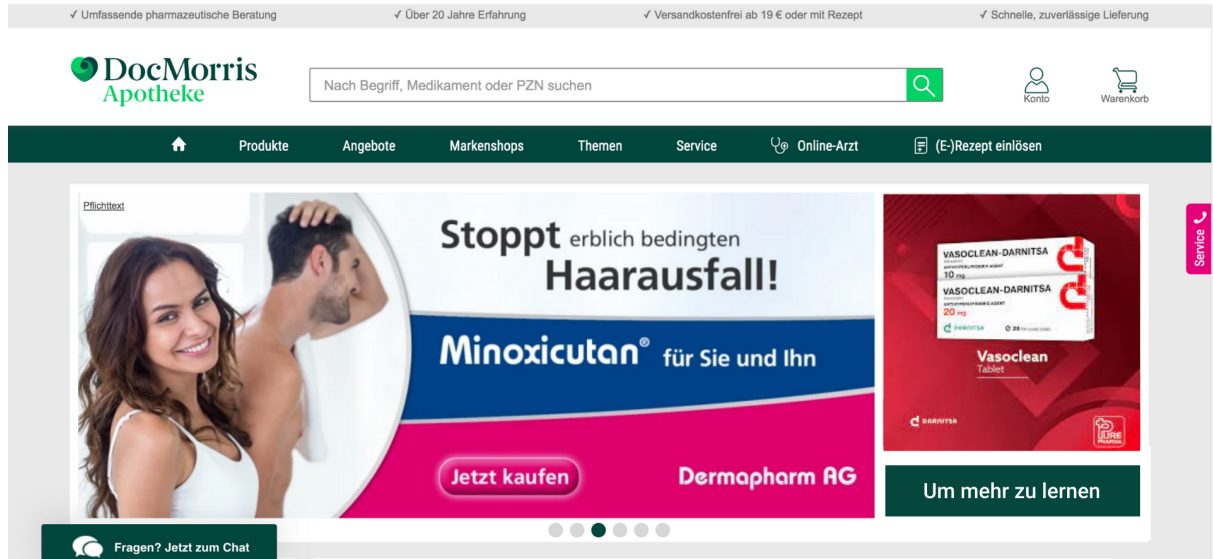 ✓ Umfassende pharmazeutische Beratung
✓ Über 20 Jahre Erfahrung
✓ Versandkostenfrei ab 19 € oder mit Rezept
✓ Schnelle, zuverlässige Lieferung
DocMorris
Apotheke
Nach Begriff, Medikament oder PZN suchen
Konto
Warenkorb
Produkte
Angebote
Markenshops
Themen
Service
Online-Arzt
(E-)Rezept einlösen
Pflichttext
Stoppt erblich bedingten
Haarausfall!
Minoxicutan® für Sie und Ihn
Jetzt kaufen
Dermapharm AG
VASOCLEAN-DARNITSA
10 mg
VASOCLEAN-DARNITSA
20 mg
DARNITSA
Vasoclean
Tablet
DARNITSA
PURE
PHARMA
Um mehr zu lernen
Service
Fragen? Jetzt zum Chat